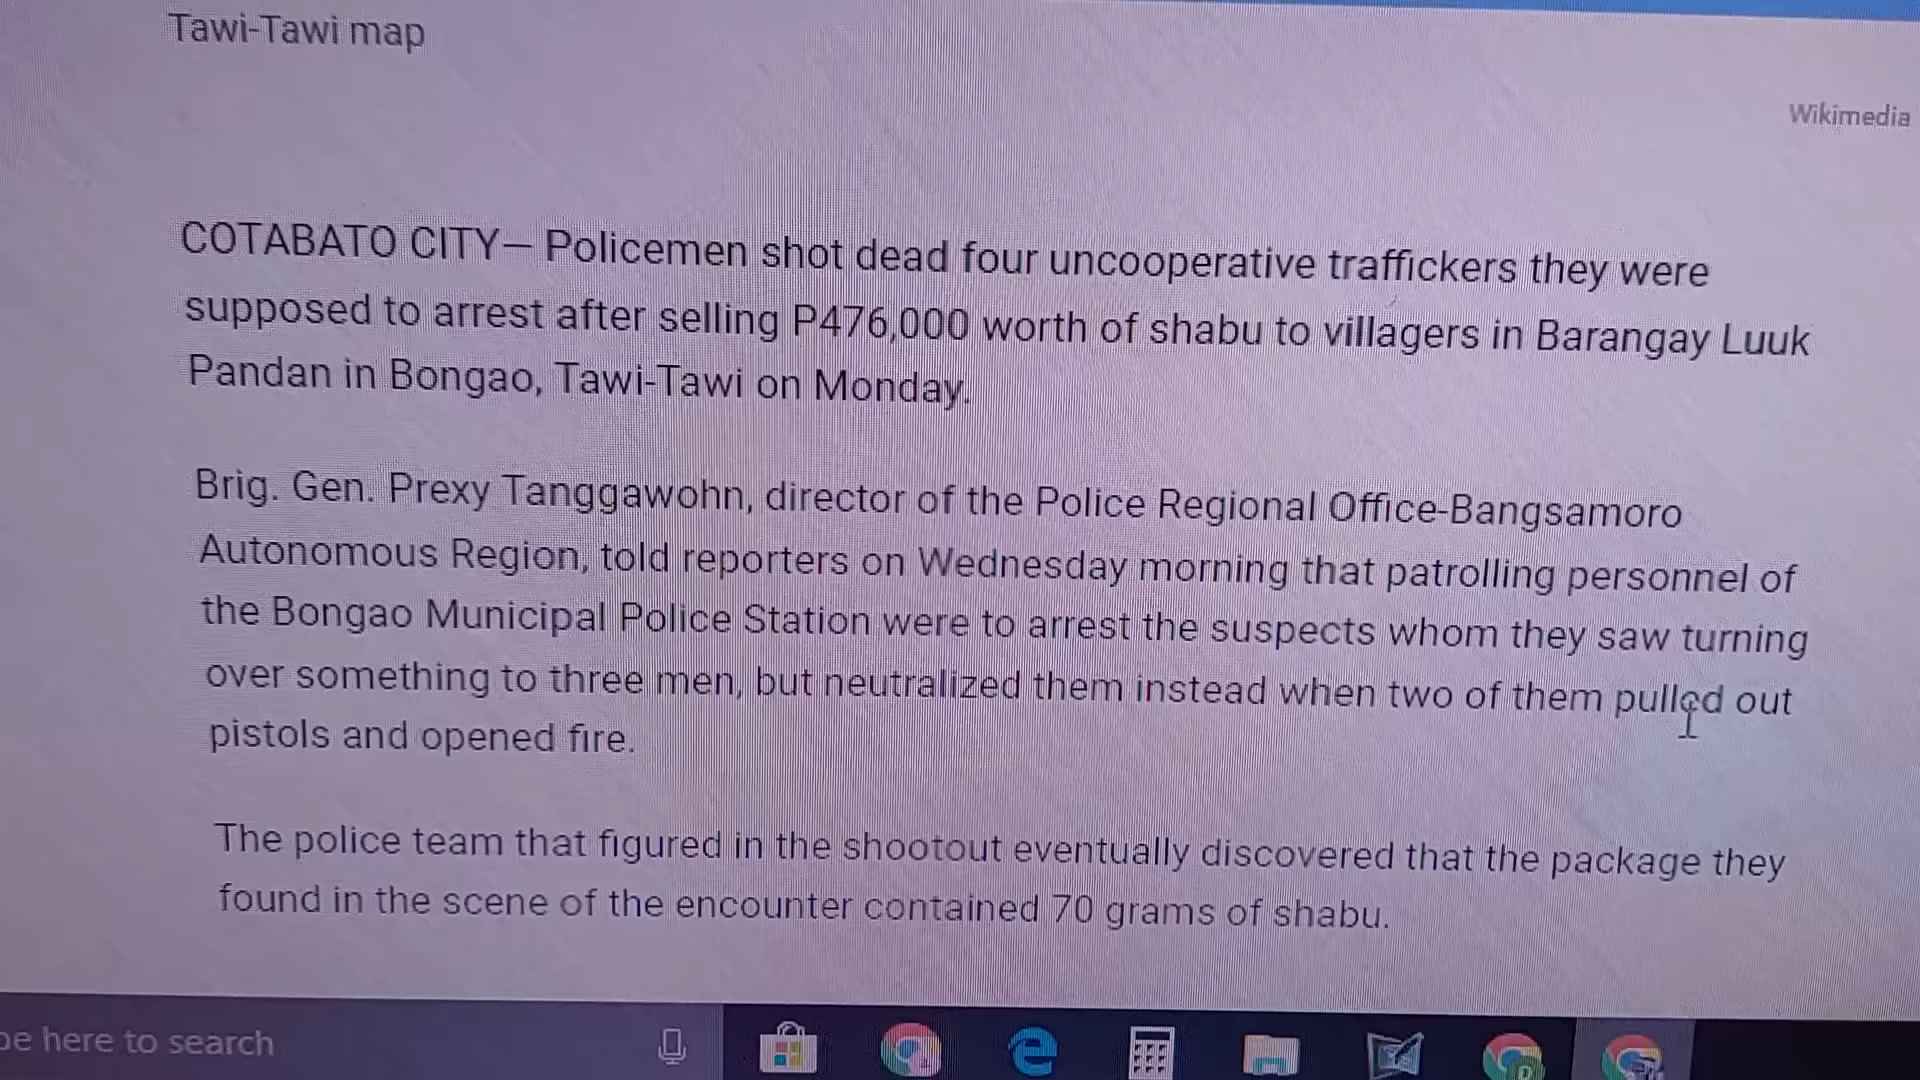 Tawi-Tawi map
Wikimedia
COTABATO CITY— Policemen shot dead four uncooperative traffickers they were
supposed to arrest after selling P476,000 worth of shabu to villagers in Barangay Luuk
Pandan in Bongao, Tawi-Tawi on Monday.
Brig. Gen. Prexy Tanggawohn, director of the Police Regional Office-Bangsamoro
Autonomous Region, told reporters on Wednesday morning that patrolling personnel of
the Bongao Municipal Police Station were to arrest the suspects whom they saw turning
over something to three men, but neutralized them instead when two of them pulled out
pistols and opened fire.
The police team that figured in the shootout eventually discovered that the package they
found in the scene of the encounter contained 70 grams of shabu.
here to search
D